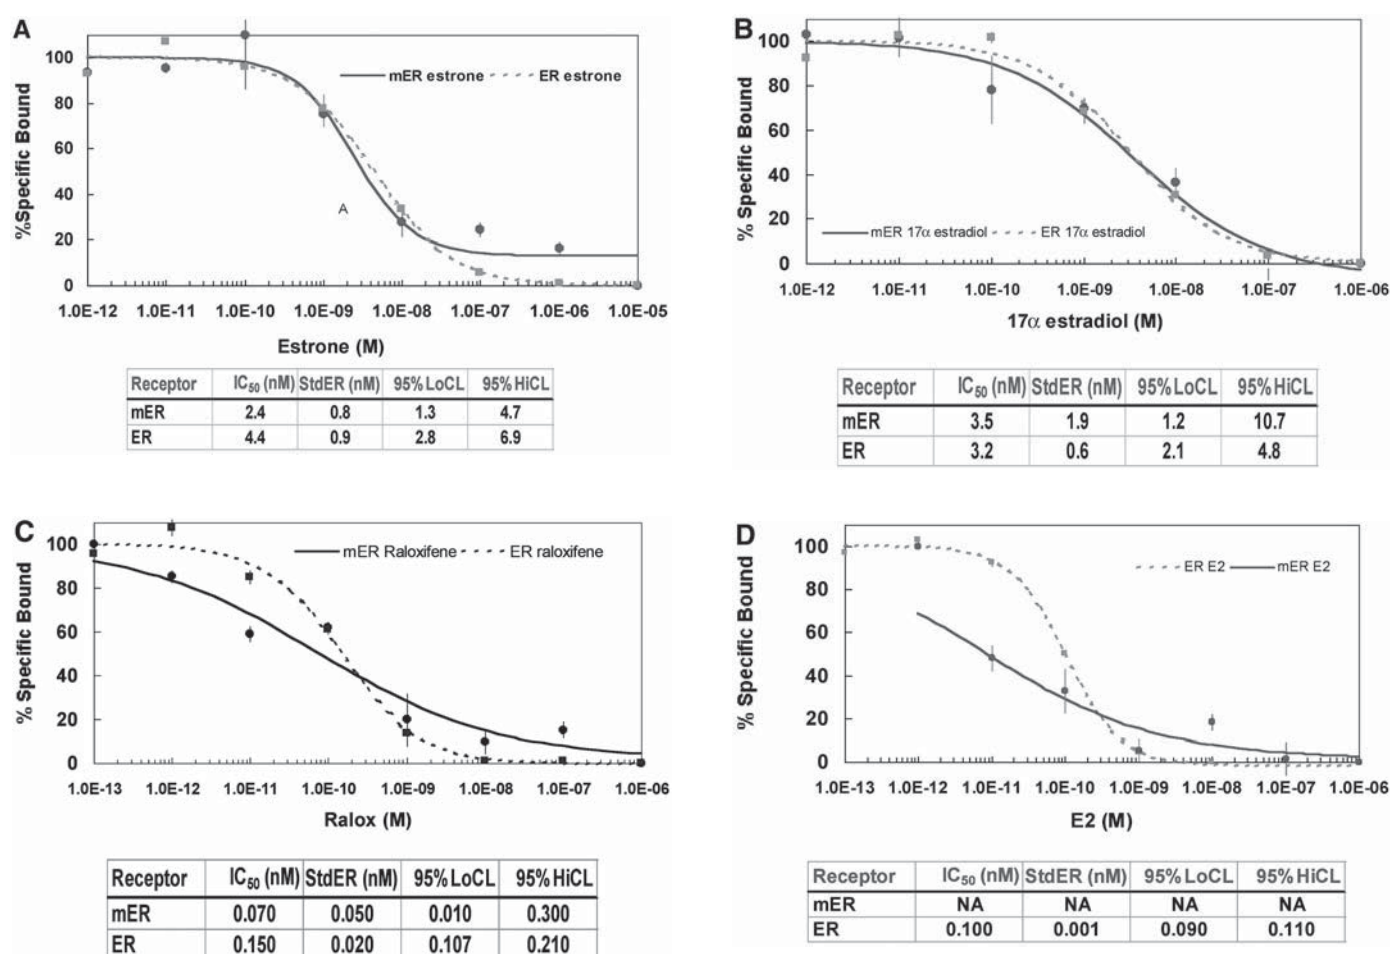 A
100
80
60
40
20
0
%Specific Bound
mER estrone ER estrone
A
1.0E-12 1.0E-11 1.0E-10 1.0E-09 1.0E-08 1.0E-07 1.0E-06 1.0E-05
Estrone (M)
Receptor IC50 (nM) StdER (nM) 95% LoCL 95% HiCL
mER 2.4 0.8 1.3 4.7
ER 4.4 0.9 2.8 6.9
B
100
80
60
40
20
0
%Specific Bound
mER 17α estradiol ER 17α estradiol
1.0E-12 1.0E-11 1.0E-10 1.0E-09 1.0E-08 1.0E-07 1.0E-06
17α estradiol (M)
Receptor IC50 (nM) StdER (nM) 95% LoCL 95% HiCL
mER 3.5 1.9 1.2 10.7
ER 3.2 0.6 2.1 4.8
C
100
80
60
40
20
0
% Specific Bound
mER Raloxifene ER raloxifene
1.0E-13 1.0E-12 1.0E-11 1.0E-10 1.0E-09 1.0E-08 1.0E-07 1.0E-06
Ralox (M)
Receptor IC50 (nM) StdER (nM) 95% LoCL 95% HiCL
mER 0.070 0.050 0.010 0.300
ER 0.150 0.020 0.107 0.210
D
100
80
60
40
20
0
% Specific Bound
ER E2 mER E2
1.0E-13 1.0E-12 1.0E-11 1.0E-10 1.0E-09 1.0E-08 1.0E-07 1.0E-06
E2 (M)
Receptor IC50 (nM) StdER (nM) 95% LoCL 95% HiCL
mER NA NA NA NA
ER 0.100 0.001 0.090 0.110